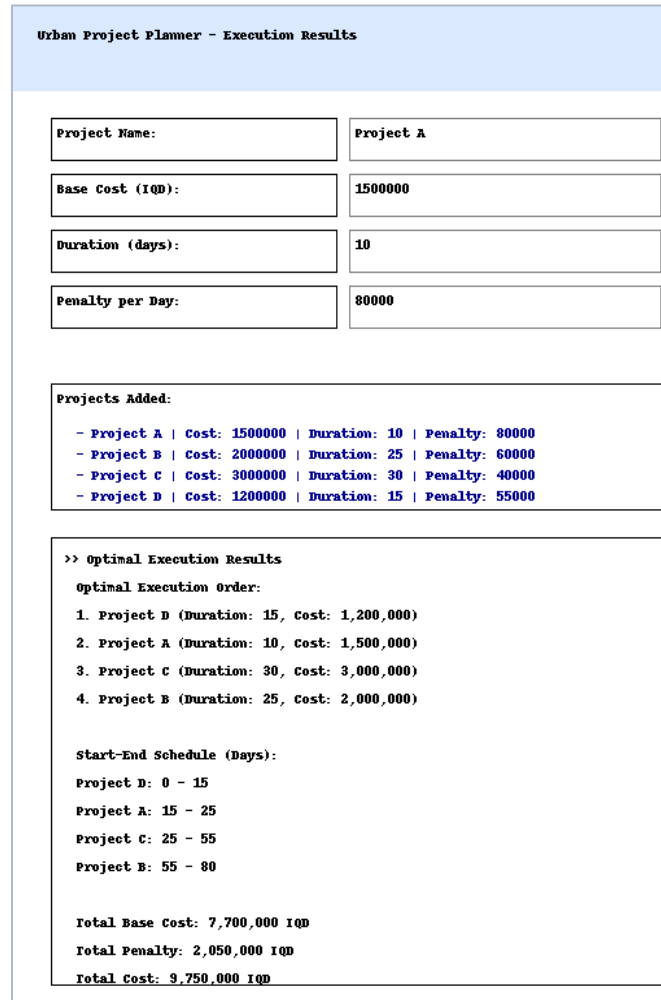 Urban Project Planner - Execution Results
Project Name:
Project A
Base Cost (IQD):
1500000
Duration (days):
10
Penalty per Day:
80000
Projects Added:
- Project A | Cost: 1500000 | Duration: 10 | Penalty: 80000
- Project B | Cost: 2000000 | Duration: 25 | Penalty: 60000
- Project C | Cost: 3000000 | Duration: 30 | Penalty: 40000
- Project D | Cost: 1200000 | Duration: 15 | Penalty: 55000
>> Optimal Execution Results
Optimal Execution Order:
1. Project D (Duration: 15, Cost: 1,200,000)
2. Project A (Duration: 10, Cost: 1,500,000)
3. Project C (Duration: 30, Cost: 3,000,000)
4. Project B (Duration: 25, Cost: 2,000,000)
Start-End Schedule (Days):
Project D: 0 - 15
Project A: 15 - 25
Project C: 25 - 55
Project B: 55 - 80
Total Base Cost: 7,700,000 IQD
Total Penalty: 2,050,000 IQD
Total Cost: 9,750,000 IQD